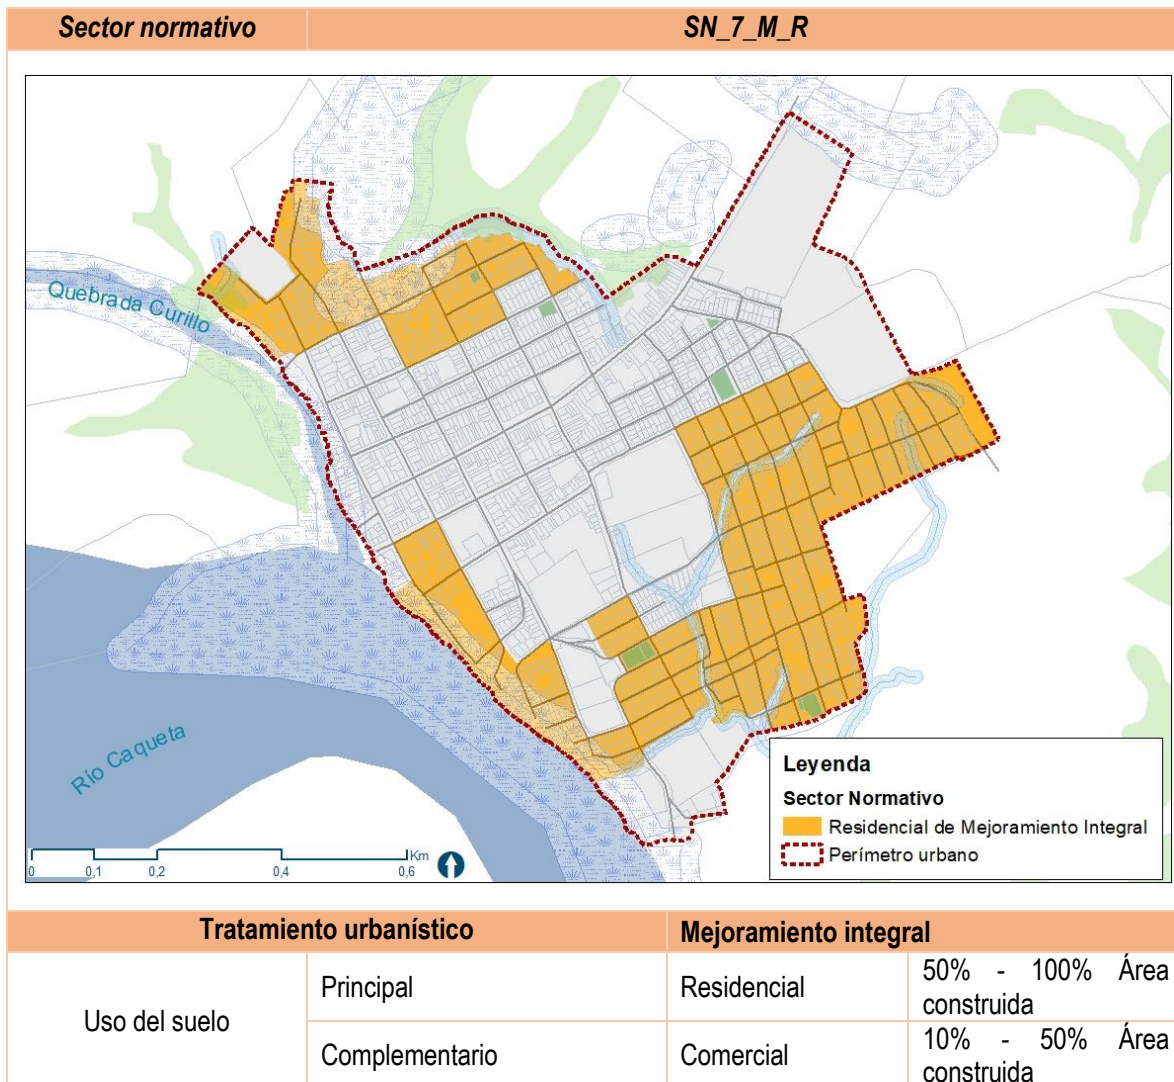 Sector normativo SN_7_M_R
Quebrada Curillo
Río Caqueta
Leyenda
Sector Normativo
Residencial de Mejoramiento Integral
Perímetro urbano
Km
0 0,1 0,2 0,4 0,6
Tratamiento urbanístico Mejoramiento integral
Uso del suelo
Principal Residencial 50% - 100% Área
construida
Complementario Comercial 10% - 50% Área
construida